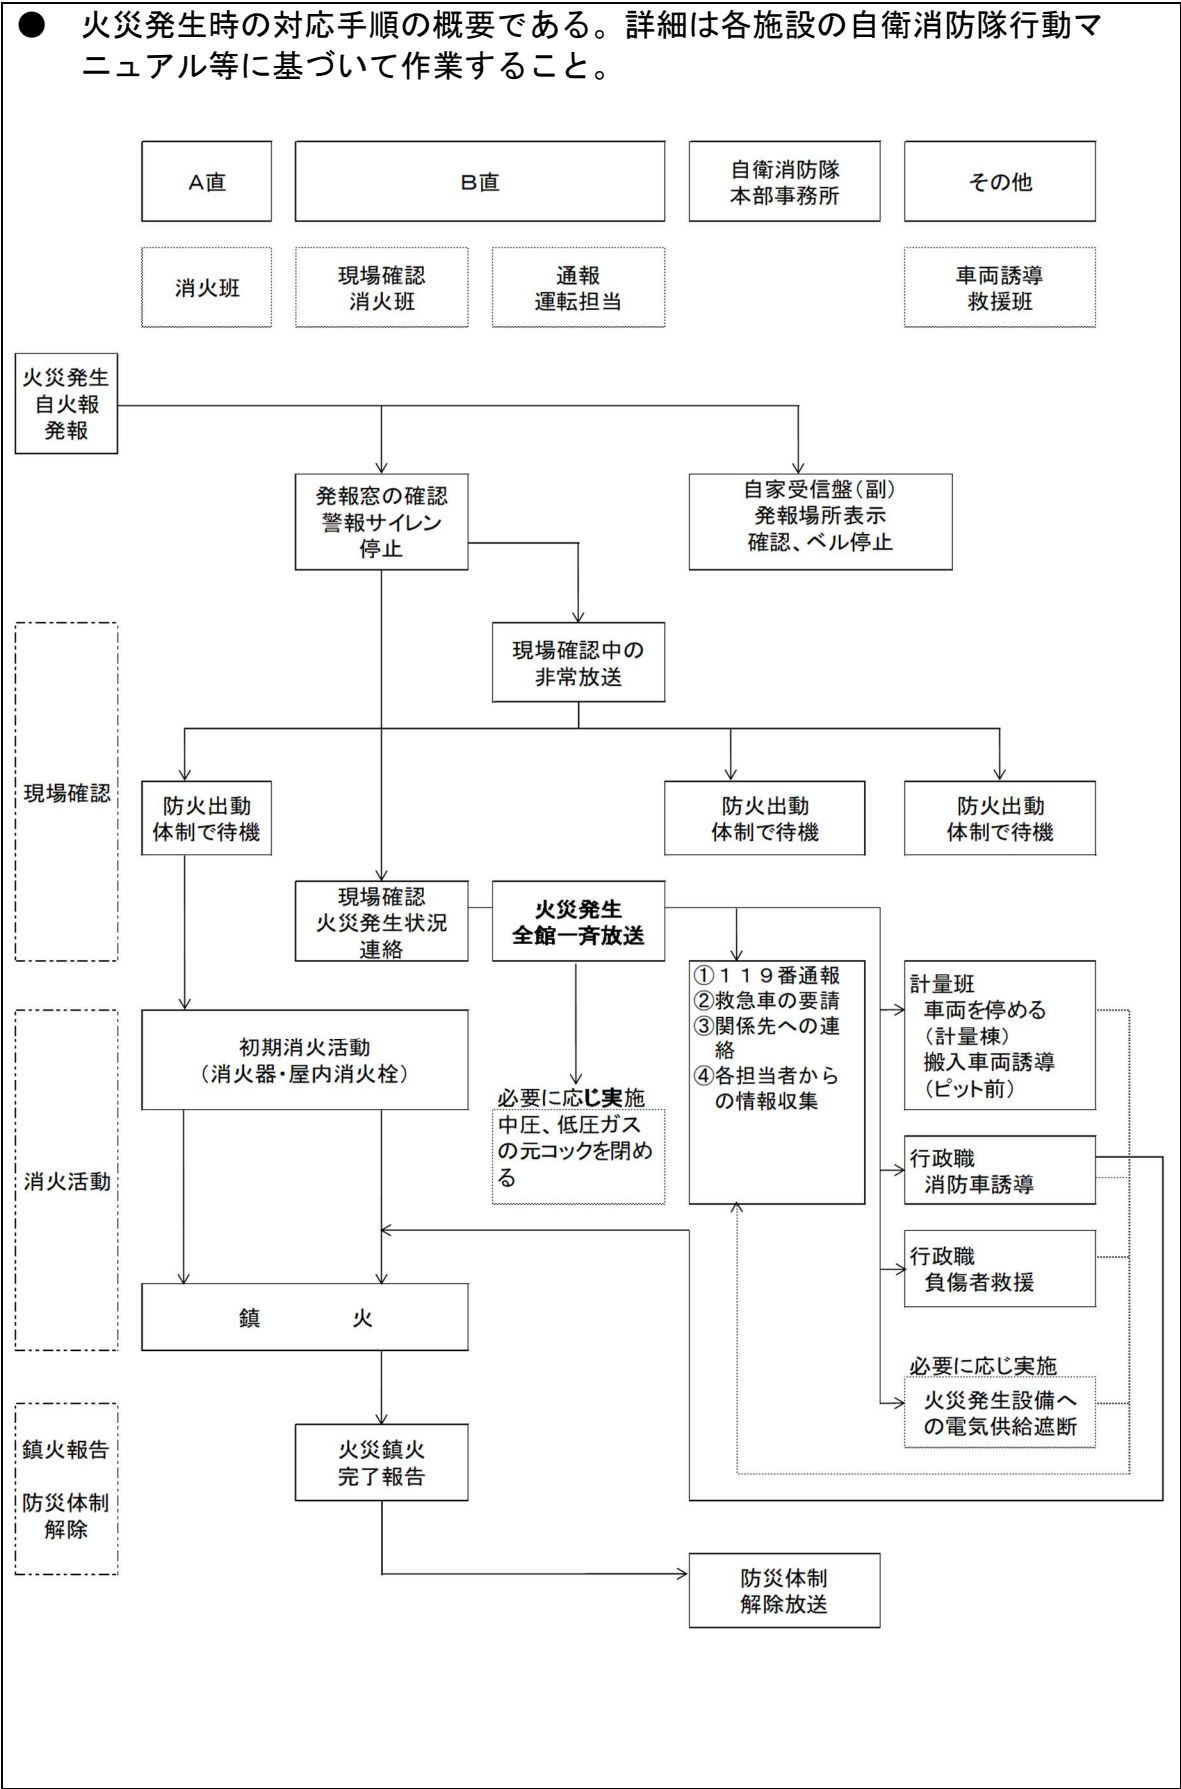 ● 火災発生時の対応手順の概要である。詳細は各施設の自衛消防隊行動マ
ニュアル等に基づいて作業すること。
A直
B直
自衛消防隊
本部事務所
その他
消火班
現場確認
消火班
通報
運転担当
車両誘導
救援班
火災発生
自火報
発報
発報窓の確認
警報サイレン
停止
自家受信盤(副)
発報場所表示
確認、ベル停止
現場確認中の
非常放送
現場確認
防火出動
体制で待機
防火出動
体制で待機
防火出動
体制で待機
現場確認
火災発生状況
連絡
火災発生
全館一斉放送
①119番通報
②救急車の要請
③関係先への連
絡
④各担当者から
の情報収集
計量班
車両を停める
(計量棟)
搬入車両誘導
(ピット前)
初期消火活動
(消火器・屋内消火栓)
必要に応じ実施
中圧、低圧ガス
の元コックを閉め
る
消火活動
行政職
消防車誘導
行政職
負傷者救援
鎮 火
必要に応じ実施
火災発生設備へ
の電気供給遮断
鎮火報告
防災体制
解除
火災鎮火
完了報告
防災体制
解除放送